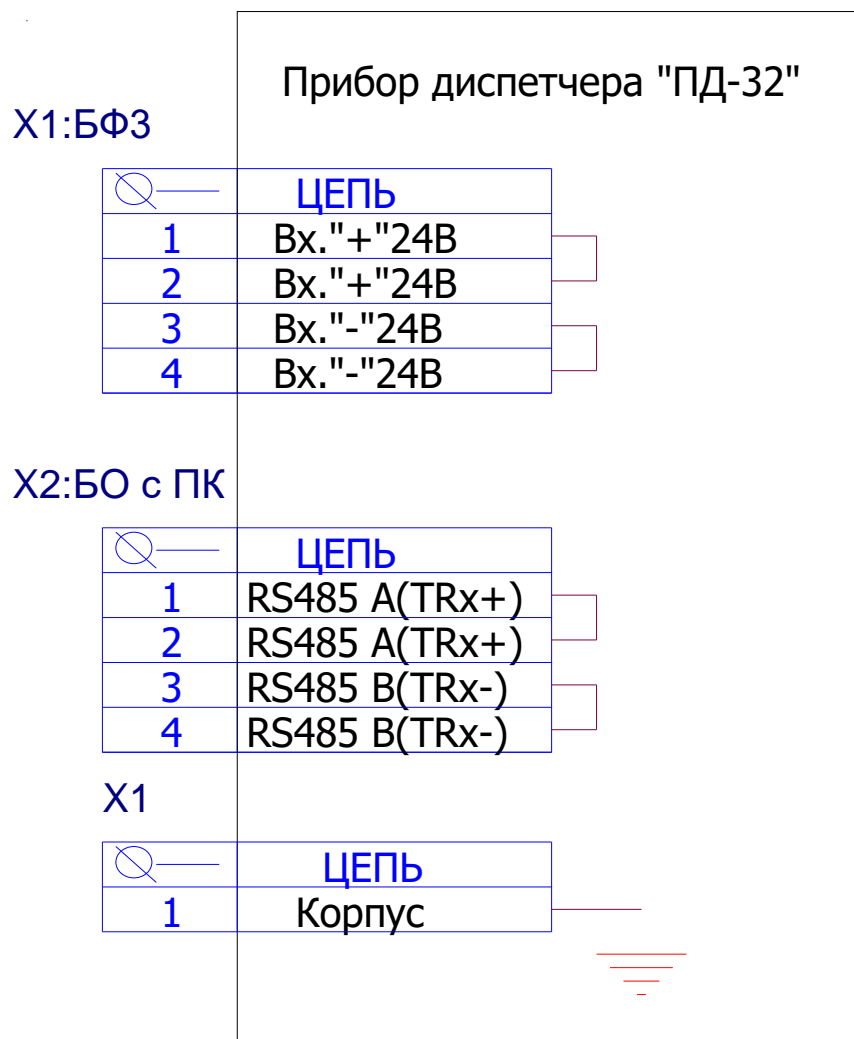 Прибор диспетчера "ПД-32"
X1:БФ3
ЦЕПЬ
1 Вх."+"24В
2 Вх."+"24В
3 Вх."-"24В
4 Вх."-"24В
X2:БО с ПК
ЦЕПЬ
1 RS485 A(TRx+)
2 RS485 A(TRx+)
3 RS485 B(TRx-)
4 RS485 B(TRx-)
X1
ЦЕПЬ
1 Корпус